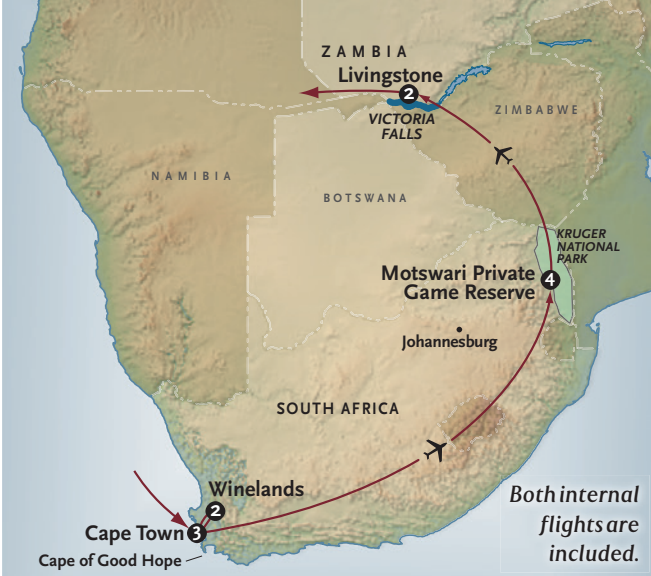 ZAMBIA
Livingstone
2
VICTORIA
FALLS
ZIMBABWE
NAMIBIA
BOTSWANA
KRUGER
NATIONAL
PARK
Motswari Private
Game Reserve
4
Johannesburg
SOUTH AFRICA
Winelands
2
Cape Town
3
Cape of Good Hope
Both internal
flights are
included.